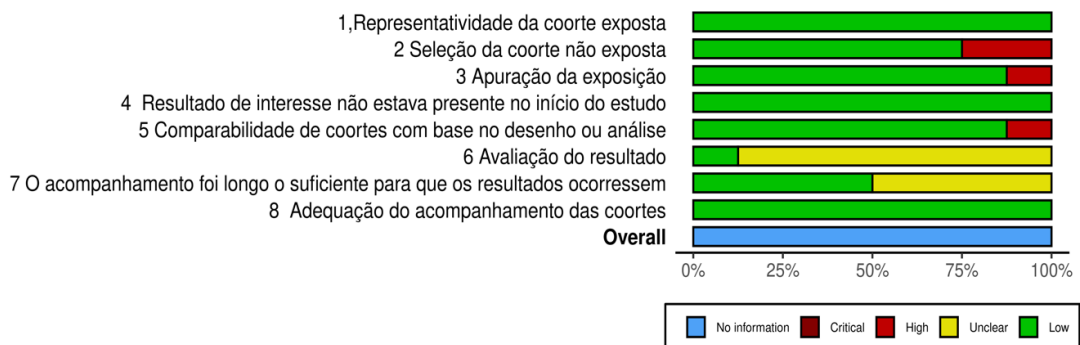 1,Representatividade da coorte exposta
2 Seleção da coorte não exposta
3 Apuração da exposição
4 Resultado de interesse não estava presente no início do estudo
5 Comparabilidade de coortes com base no desenho ou análise
6 Avaliação do resultado
7 O acompanhamento foi longo o suficiente para que os resultados ocorressem
8 Adequação do acompanhamento das coortes
Overall
0% 25% 50% 75% 100%
No information Critical High Unclear Low